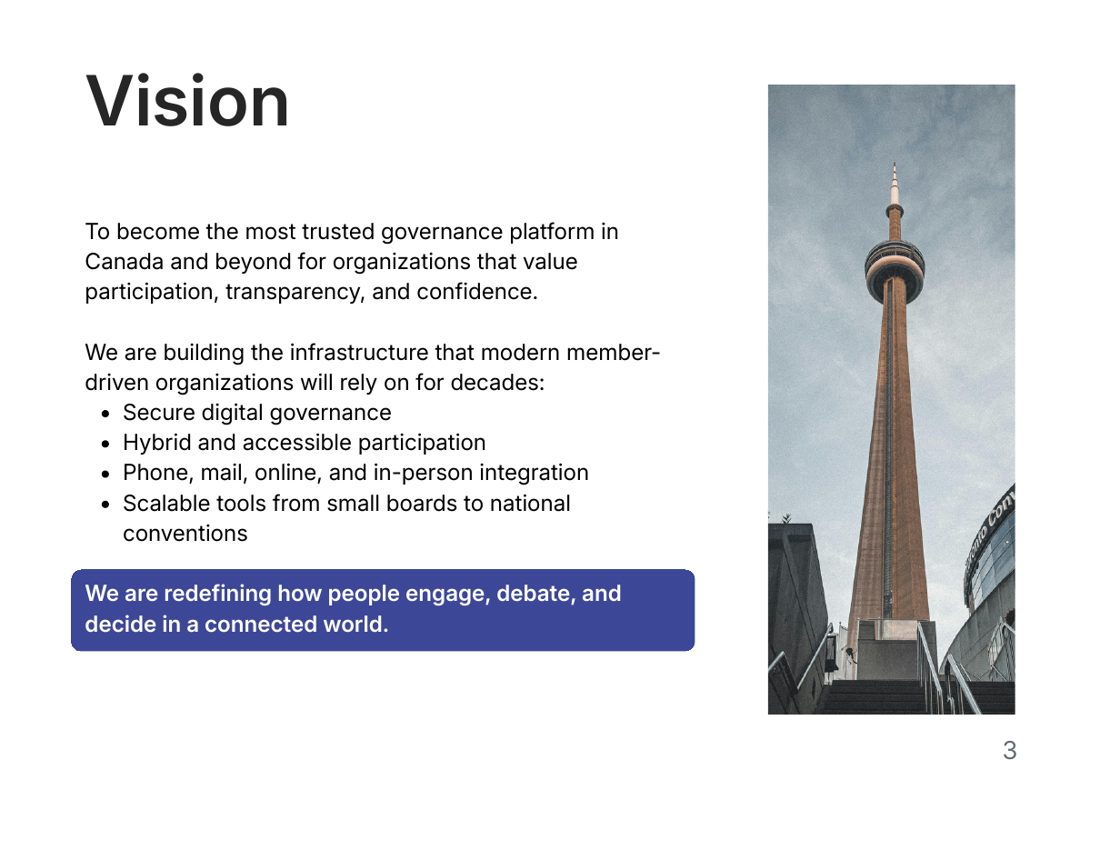 Vision
To become the most trusted governance platform in
Canada and beyond for organizations that value
participation, transparency, and confidence.
We are building the infrastructure that modern member-
driven organizations will rely on for decades:
• Secure digital governance
• Hybrid and accessible participation
• Phone, mail, online, and in-person integration
• Scalable tools from small boards to national
conventions
We are redefining how people engage, debate, and
decide in a connected world.
3